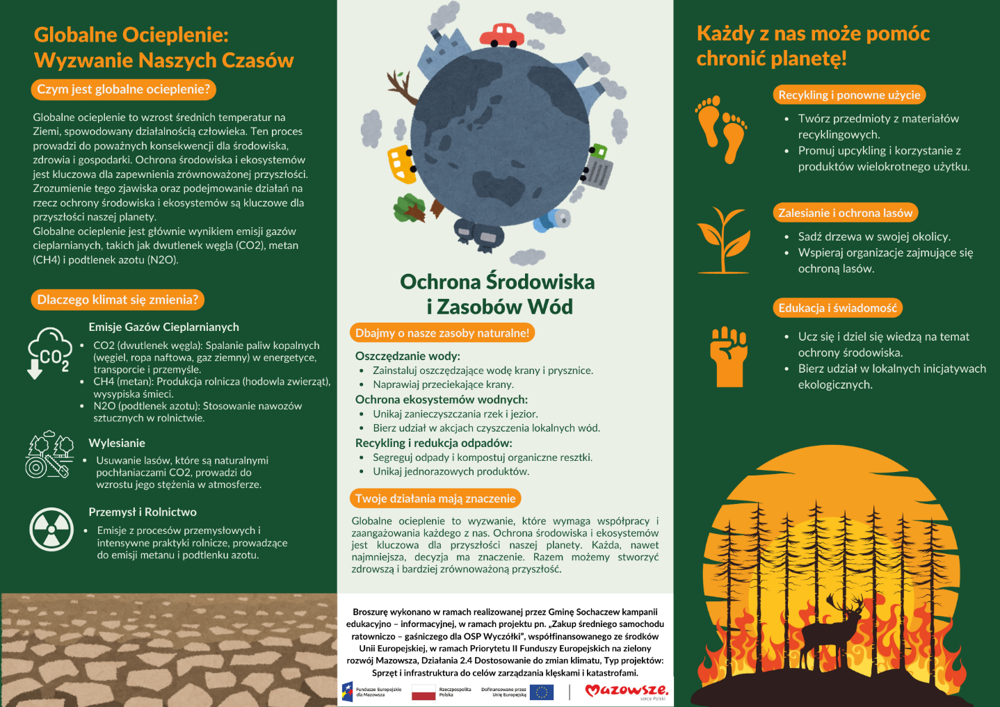 Globalne Ocieplenie:
Wyzwanie Naszych Czasów
Czym jest globalne ocieplenie?
Globalne ocieplenie to wzrost średnich temperatur na
Ziemi, spowodowany działalnością człowieka. Ten proces
prowadzi do poważnych konsekwencji dla środowiska,
zdrowia i gospodarki. Ochrona środowiska i ekosystemów
jest kluczowa dla zapewnienia zrównoważonej przyszłości.
Zrozumienie tego zjawiska oraz podejmowanie działań na
rzecz ochrony środowiska i ekosystemów są kluczowe dla
przyszłości naszej planety.
Globalne ocieplenie jest głównie wynikiem emisji gazów
cieplarnianych, takich jak dwutlenek węgla (CO2), metan
(CH4) i podtlenek azotu (N2O).
Dlaczego klimat się zmienia?
Emisje Gazów Cieplarnianych
CO2
• CO2 (dwutlenek węgla): Spalanie paliw kopalnych
(węgiel, ropa naftowa, gaz ziemny) w energetyce,
transporcie i przemyśle.
• CH4 (metan): Produkcja rolnicza (hodowla zwierząt),
wysypiska śmieci.
• N2O (podtlenek azotu): Stosowanie nawozów
sztucznych w rolnictwie.
Wylesianie
• Usuwanie lasów, które są naturalnymi
pochłaniaczami CO2, prowadzi do
wzrostu jego stężenia w atmosferze.
Przemysł i Rolnictwo
• Emisje z procesów przemysłowych i
intensywne praktyki rolnicze, prowadzące
do emisji metanu i podtlenku azotu.
Ochrona Środowiska
i Zasobów Wód
Dbajmy o nasze zasoby naturalne!
Oszczędzanie wody:
• Zainstaluj oszczędzające wodę krany i prysznice.
• Naprawiaj przeciekające krany.
Ochrona ekosystemów wodnych:
• Unikaj zanieczyszczania rzek i jezior.
• Bierz udział w akcjach czyszczenia lokalnych wód.
Recykling i redukcja odpadów:
• Segreguj odpady i kompostuj organiczne resztki.
• Unikaj jednorazowych produktów.
Twoje działania mają znaczenie
Globalne ocieplenie to wyzwanie, które wymaga współpracy i
zaangażowania każdego z nas. Ochrona środowiska i ekosystemów
jest kluczowa dla przyszłości naszej planety. Każda, nawet
najmniejsza, decyzja ma znaczenie. Razem możemy stworzyć
zdrowszą i bardziej zrównoważoną przyszłość.
Broszurę wykonano w ramach realizowanej przez Gminę Sochaczew kampanii
edukacyjno – informacyjnej, w ramach projektu pn. „Zakup średniego samochodu
ratowniczo – gaśniczego dla OSP Wyczółki”, współfinansowanego ze środków
Unii Europejskiej, w ramach Priorytetu II Funduszy Europejskich na zielony
rozwój Mazowsza, Działania 2.4 Dostosowanie do zmian klimatu, Typ projektów:
Sprzęt i infrastruktura do celów zarządzania klęskami i katastrofami.
Fundusze Europejskie
dla Mazowsza
Rzeczpospolita
Polska
Dofinansowane przez
Unię Europejską
Mazowsze.
serce Polski
Każdy z nas może pomóc
chronić planetę!
Recykling i ponowne użycie
• Twórz przedmioty z materiałów
recyklingowych.
• Promuj upcykling i korzystanie z
produktów wielokrotnego użytku.
Zalesianie i ochrona lasów
• Sadź drzewa w swojej okolicy.
• Wspieraj organizacje zajmujące się
ochroną lasów.
Edukacja i świadomość
• Ucz się i dziel się wiedzą na temat
ochrony środowiska.
• Bierz udział w lokalnych inicjatywach
ekologicznych.